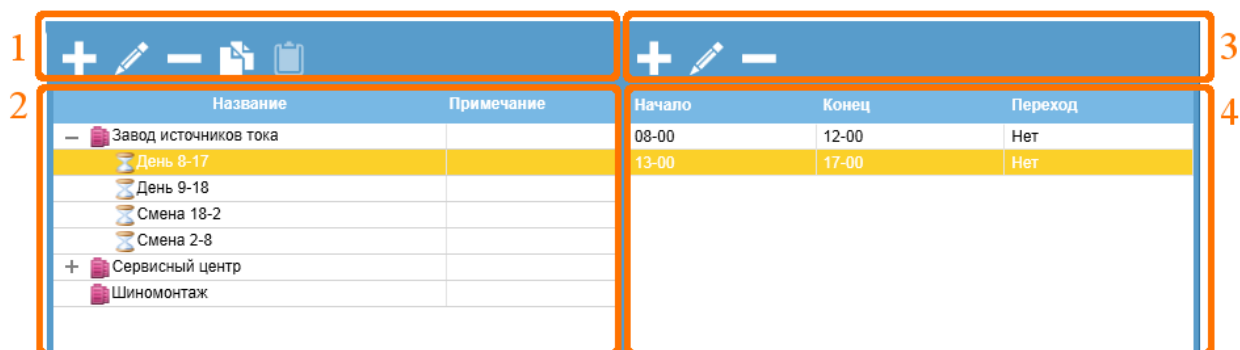 1
3
2
4
Название Примечание
Начало Конец Переход
Завод источников тока
08-00 12-00 Нет
День 8-17
13-00 17-00 Нет
День 9-18
Смена 18-2
Смена 2-8
Сервисный центр
Шиномонтаж